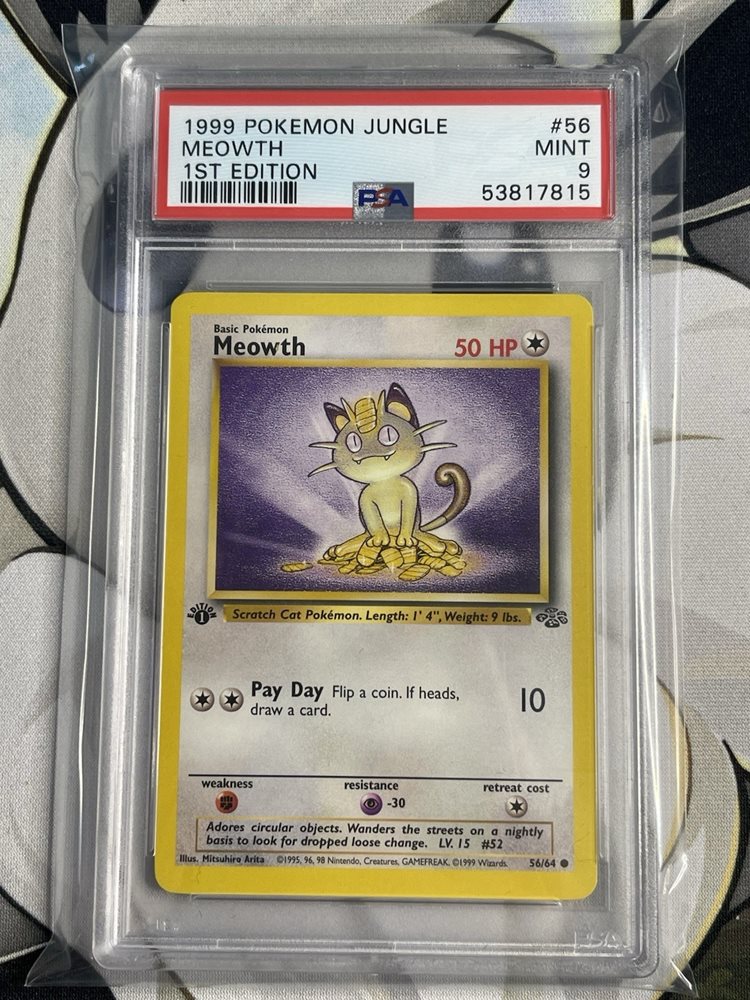 1999 POKEMON JUNGLE #56
MEOWTH MINT
1ST EDITION 9
PSA 53817815
Basic Pokémon
Meowth 50 HP
EDITION 1
Scratch Cat Pokémon. Length: 1' 4", Weight: 9 lbs.
Pay Day Flip a coin. If heads, draw a card. 10
weakness resistance retreat cost
-30
Adores circular objects. Wanders the streets on a nightly
basis to look for dropped loose change. LV. 15 #52
Illus. Mitsuhiro Arita ©1995, 96, 98 Nintendo, Creatures, GAMEFREAK. ©1999 Wizards. 56/64